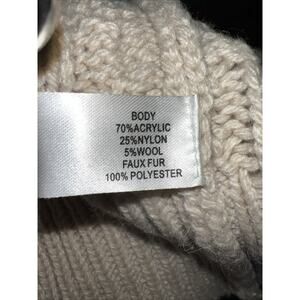 BODY
70%ACRYLIC
25%NYLON
5%WOOL
FAUX FUR
100% POLYESTER